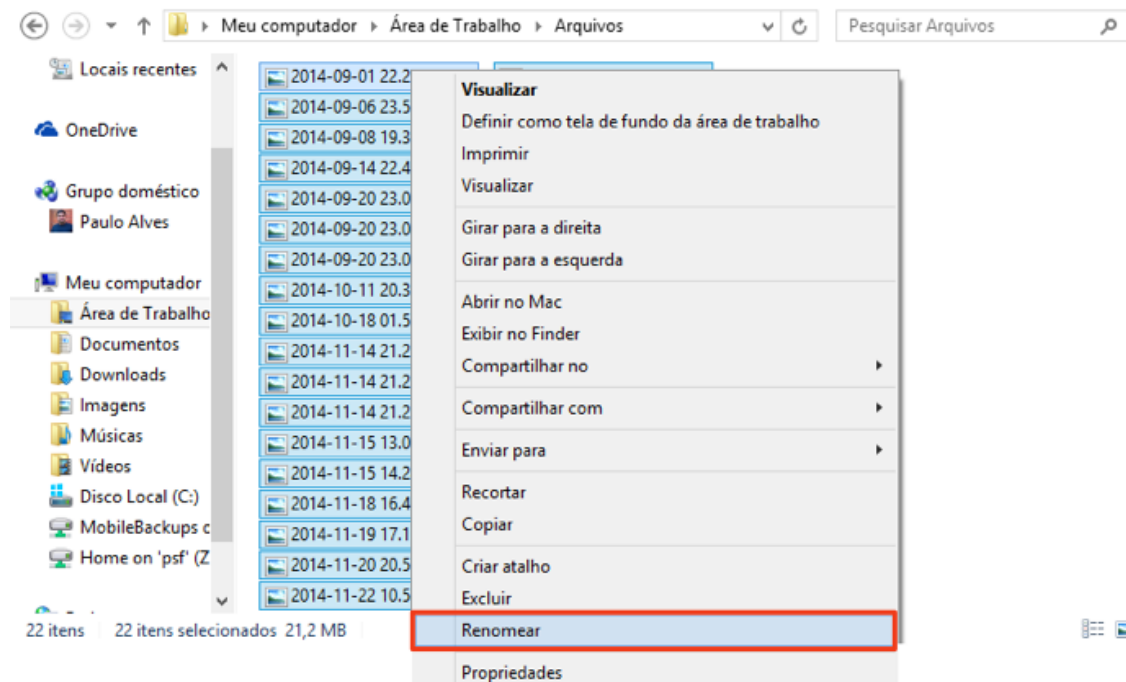 Meu computador Área de Trabalho Arquivos
Pesquisar Arquivos
Locais recentes
OneDrive
Grupo doméstico
Paulo Alves
Meu computador
Área de Trabalho
Documentos
Downloads
Imagens
Músicas
Vídeos
Disco Local (C:)
MobileBackups c
Home on 'psf' (Z
2014-09-01 22.2
2014-09-06 23.5
2014-09-08 19.3
2014-09-14 22.4
2014-09-20 23.0
2014-09-20 23.0
2014-09-20 23.0
2014-10-11 20.3
2014-10-18 01.5
2014-11-14 21.2
2014-11-14 21.2
2014-11-14 21.2
2014-11-15 13.0
2014-11-15 14.2
2014-11-18 16.4
2014-11-19 17.1
2014-11-20 20.5
2014-11-22 10.5
Visualizar
Definir como tela de fundo da área de trabalho
Imprimir
Visualizar
Girar para a direita
Girar para a esquerda
Abrir no Mac
Exibir no Finder
Compartilhar no
Compartilhar com
Enviar para
Recortar
Copiar
Criar atalho
Excluir
Renomear
Propriedades
22 itens 22 itens selecionados 21,2 MB